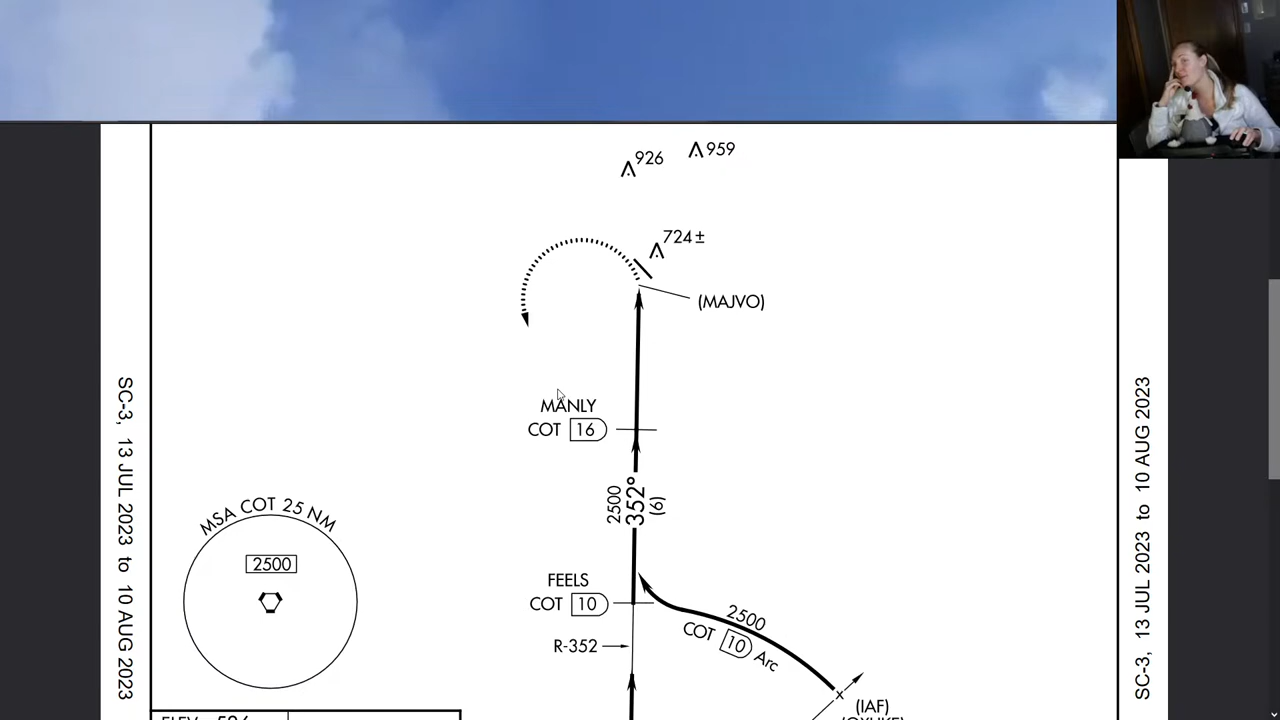 926
959
724±
(MAJVO)
MANLY
COT 16
2500
352°
(6)
MSA COT 25 NM
2500
FEELS
COT 10
2500
COT 10 Arc
R-352
(IAF)
SC-3, 13 JUL 2023 to 10 AUG 2023
SC-3, 13 JUL 2023 to 10 AUG 2023